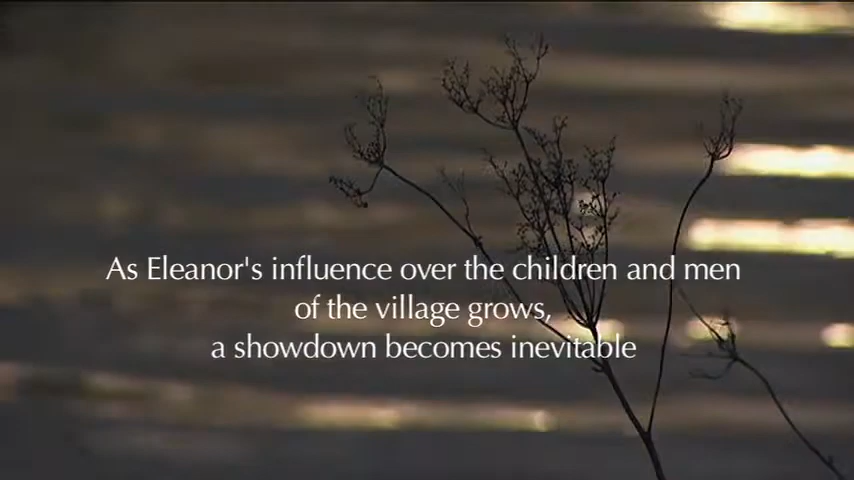 As Eleanor's influence over the children and men
of the village grows,
a showdown becomes inevitable